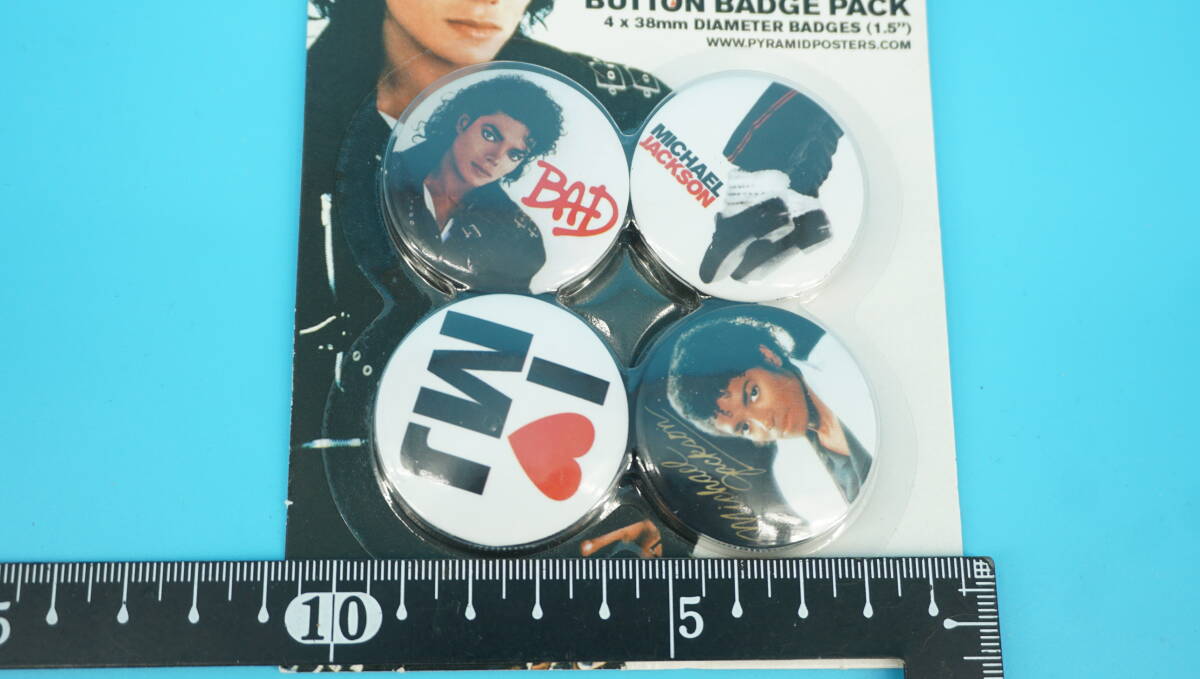 BUTTON BADGE PACK
4 x 38mm DIAMETER BADGES (1.5")
WWW.PYRAMIDPOSTERS.COM
BAD
MICHAEL
JACKSON
I ♥
MJ
Michael
Jackson
5
10
5